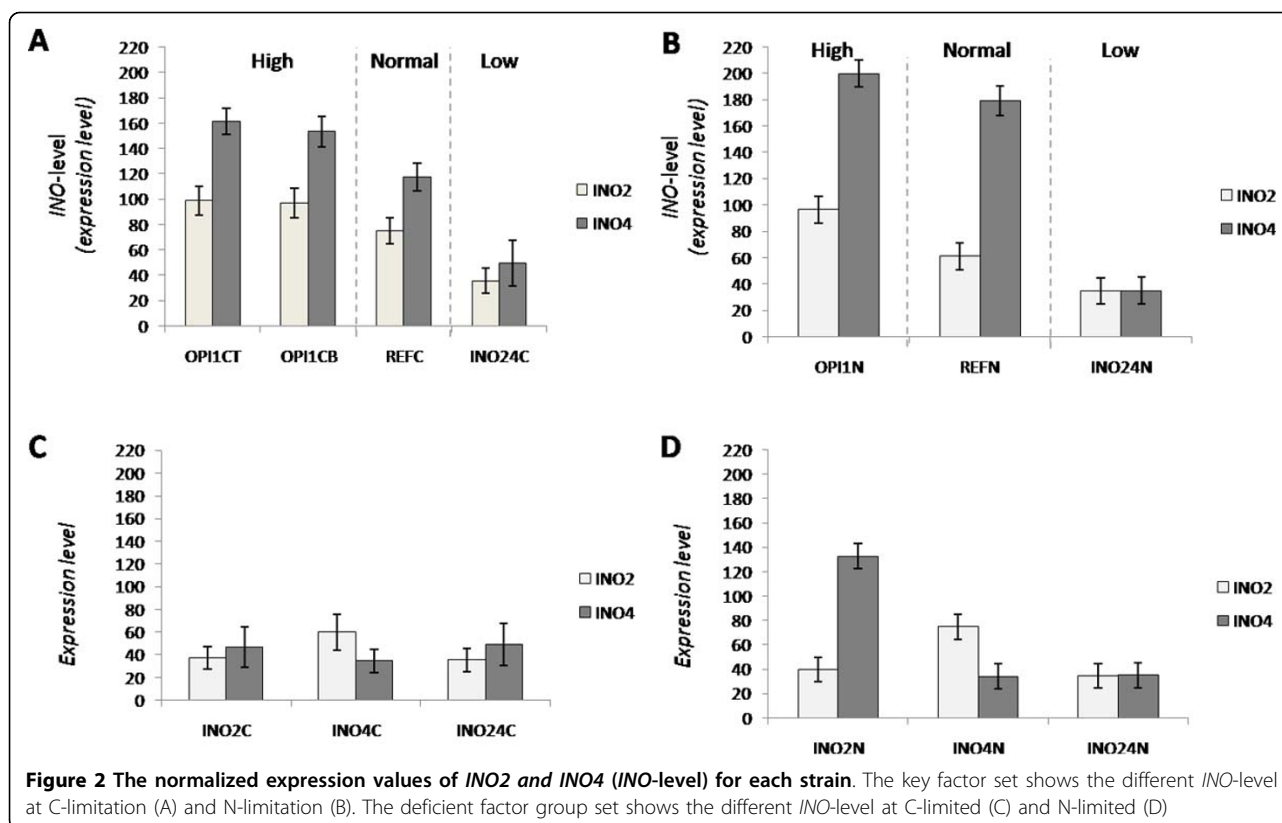 A
High
Normal
Low
220
200
180
160
140
120
100
80
60
40
20
0
INO-level
(expression level)
OPI1CT
OPI1CB
REFC
INO24C
INO2
INO4
B
High
Normal
Low
220
200
180
160
140
120
100
80
60
40
20
0
INO-level
(expression level)
OPI1N
REFN
INO24N
INO2
INO4
C
220
200
180
160
140
120
100
80
60
40
20
0
Expression level
INO2C
INO4C
INO24C
INO2
INO4
D
220
200
180
160
140
120
100
80
60
40
20
0
Expression level
INO2N
INO4N
INO24N
INO2
INO4
Figure 2 The normalized expression values of INO2 and INO4 (INO-level) for each strain. The key factor set shows the different INO-level
at C-limitation (A) and N-limitation (B). The deficient factor group set shows the different INO-level at C-limited (C) and N-limited (D)